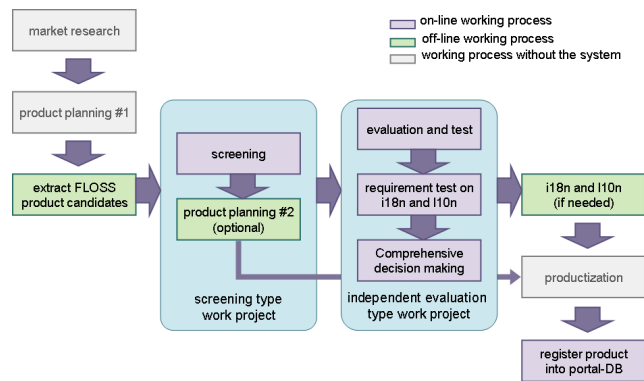 on-line working process
off-line working process
working process without the system
market research
product planning #1
extract FLOSS
product candidates
screening
product planning #2
(optional)
screening type
work project
evaluation and test
requirement test on
i18n and l10n
Comprehensive
decision making
independent evaluation
type work project
i18n and l10n
(if needed)
productization
register product
into portal-DB